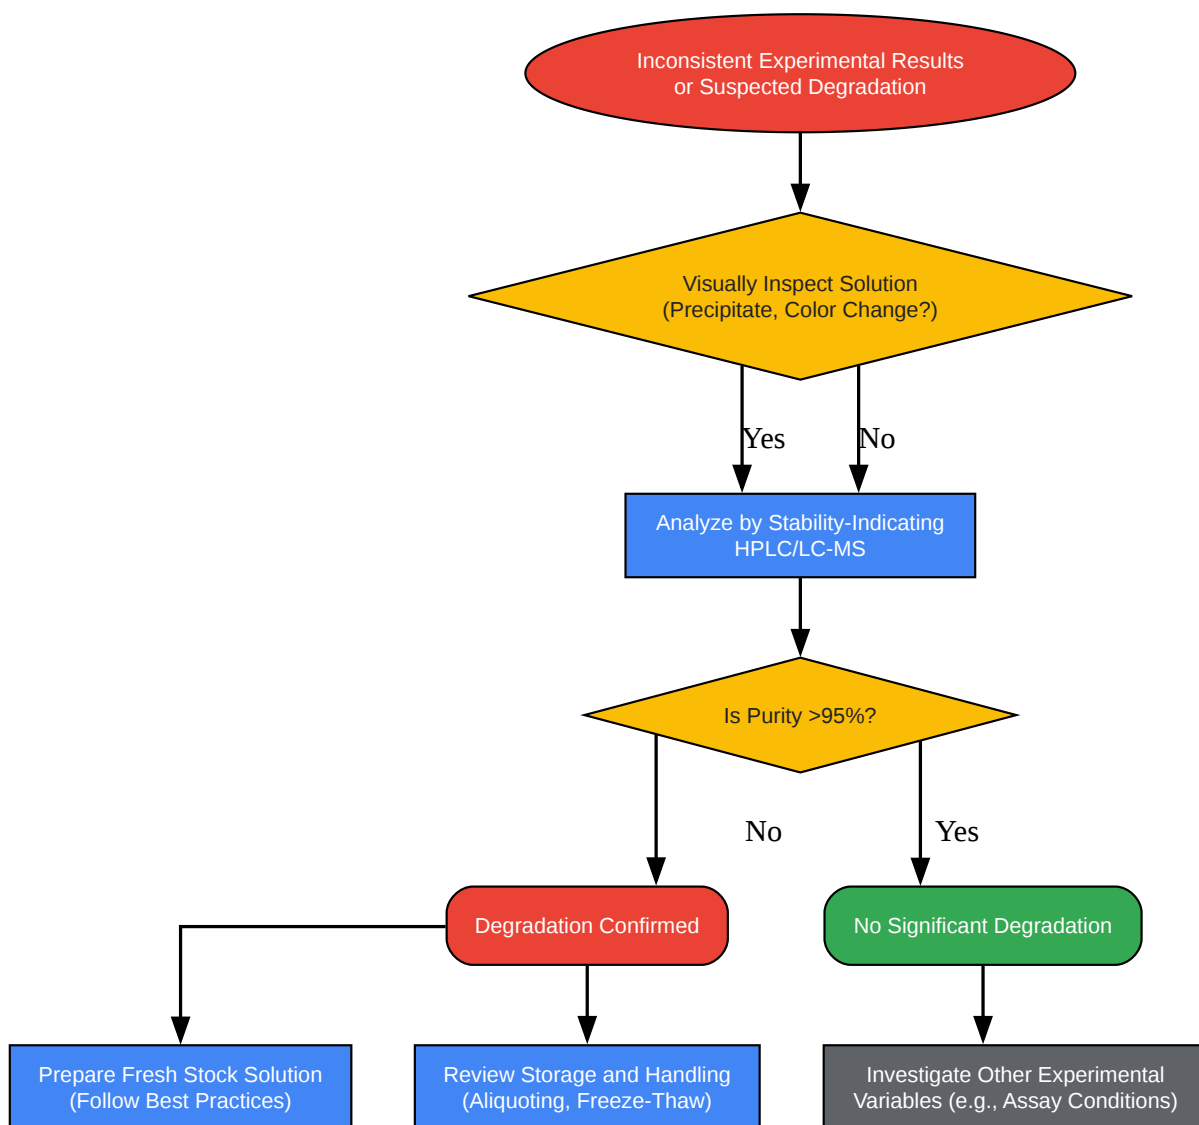 Inconsistent Experimental Results
or Suspected Degradation
Visually Inspect Solution
(Precipitate, Color Change?)
Yes
No
Analyze by Stability-Indicating
HPLC/LC-MS
Is Purity >95%?
No
Yes
Degradation Confirmed
No Significant Degradation
Prepare Fresh Stock Solution
(Follow Best Practices)
Review Storage and Handling
(Aliquoting, Freeze-Thaw)
Investigate Other Experimental
Variables (e.g., Assay Conditions)